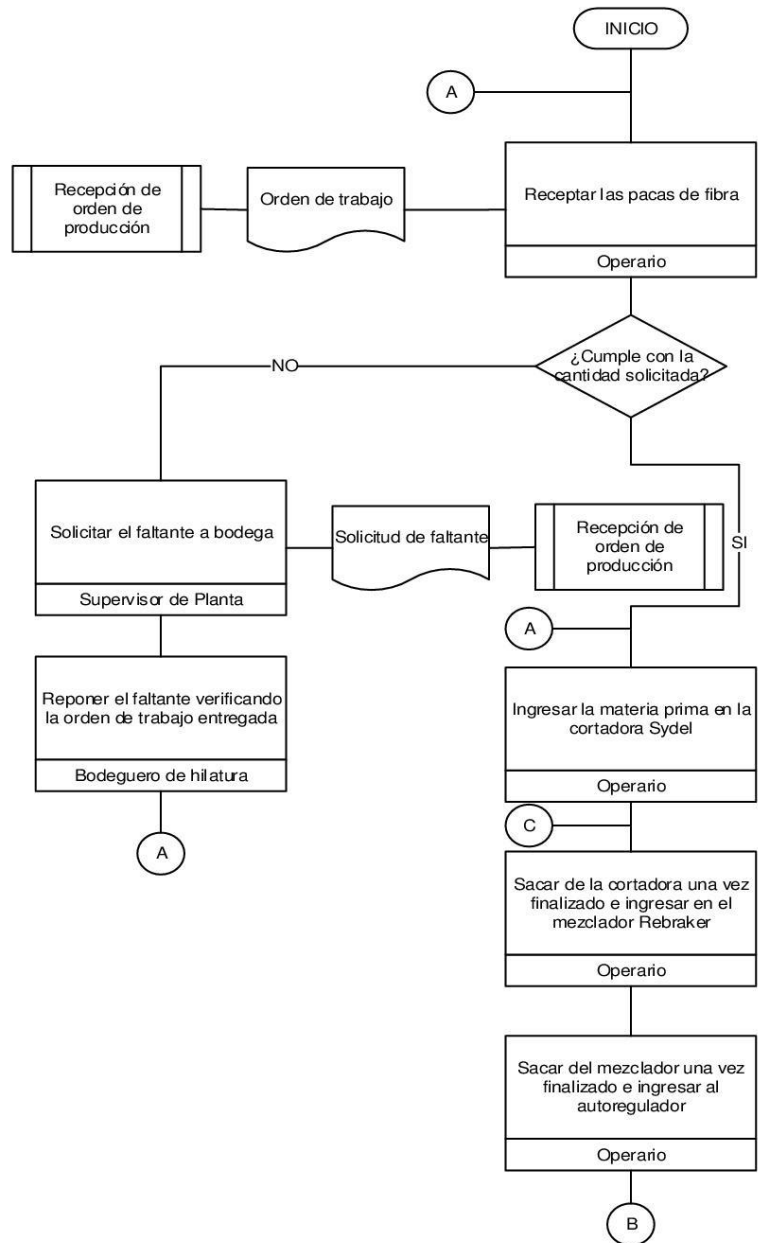 INICIO
A
Recepción de
orden de
producción
Orden de trabajo
Receptar las pacas de fibra
Operario
¿Cumple con la
cantidad solicitada?
NO
SI
Solicitar el faltante a bodega
Supervisor de Planta
Solicitud de faltante
Recepción de
orden de
producción
Reponer el faltante verificando
la orden de trabajo entregada
Bodeguero de hilatura
A
A
Ingresar la materia prima en la
cortadora Sydel
Operario
C
Sacar de la cortadora una vez
finalizado e ingresar en el
mezclador Rebraker
Operario
Sacar del mezclador una vez
finalizado e ingresar al
autoregulador
Operario
B